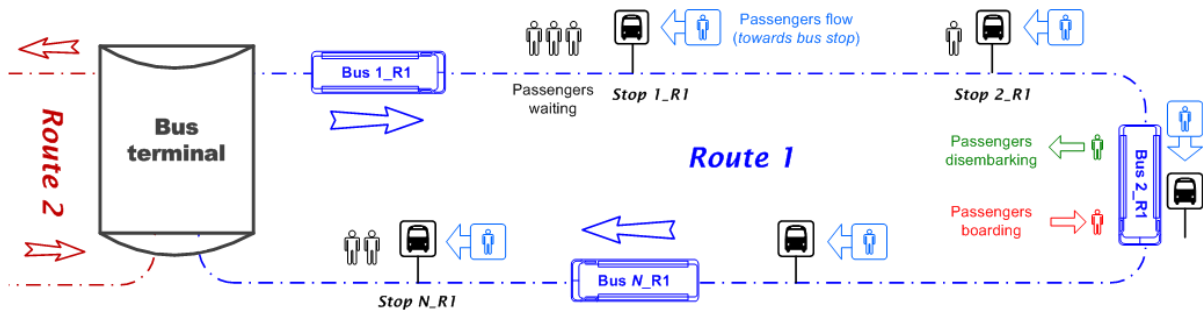 Bus 1_R1
Passengers flow
(towards bus stop)
Passengers
waiting
Stop 1_R1
Stop 2_R1
Bus
terminal
Route 2
Route 1
Passengers
disembarking
Bus 2_R1
Passengers
boarding
Bus N_R1
Stop N_R1